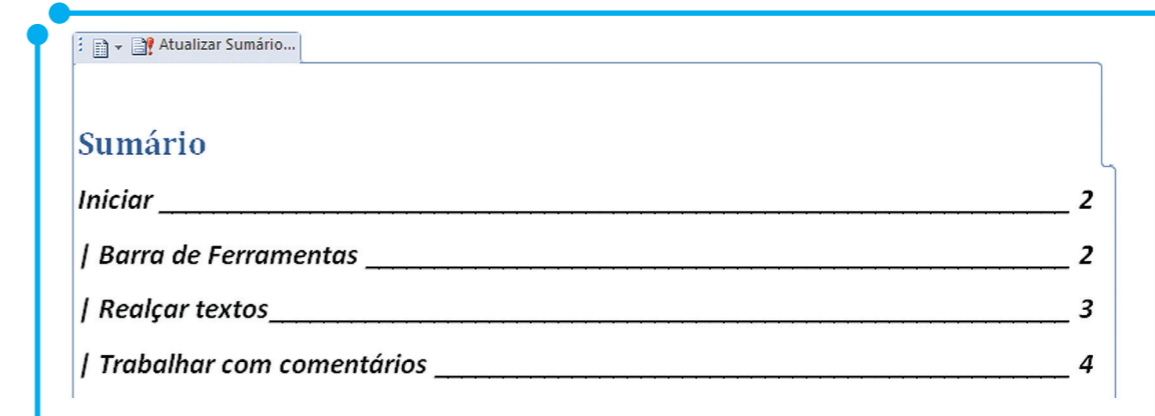 Atualizar Sumário...
Sumário
Iniciar 2
| Barra de Ferramentas 2
| Realçar textos 3
| Trabalhar com comentários 4